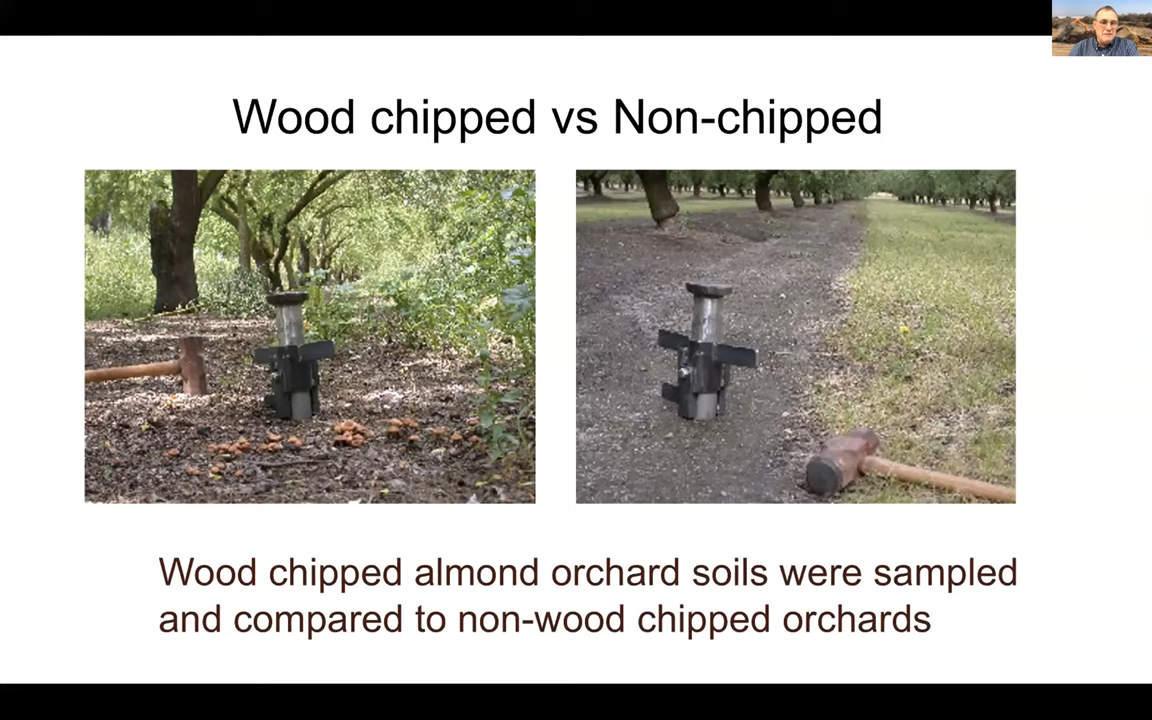 Wood chipped vs Non-chipped
Wood chipped almond orchard soils were sampled
and compared to non-wood chipped orchards